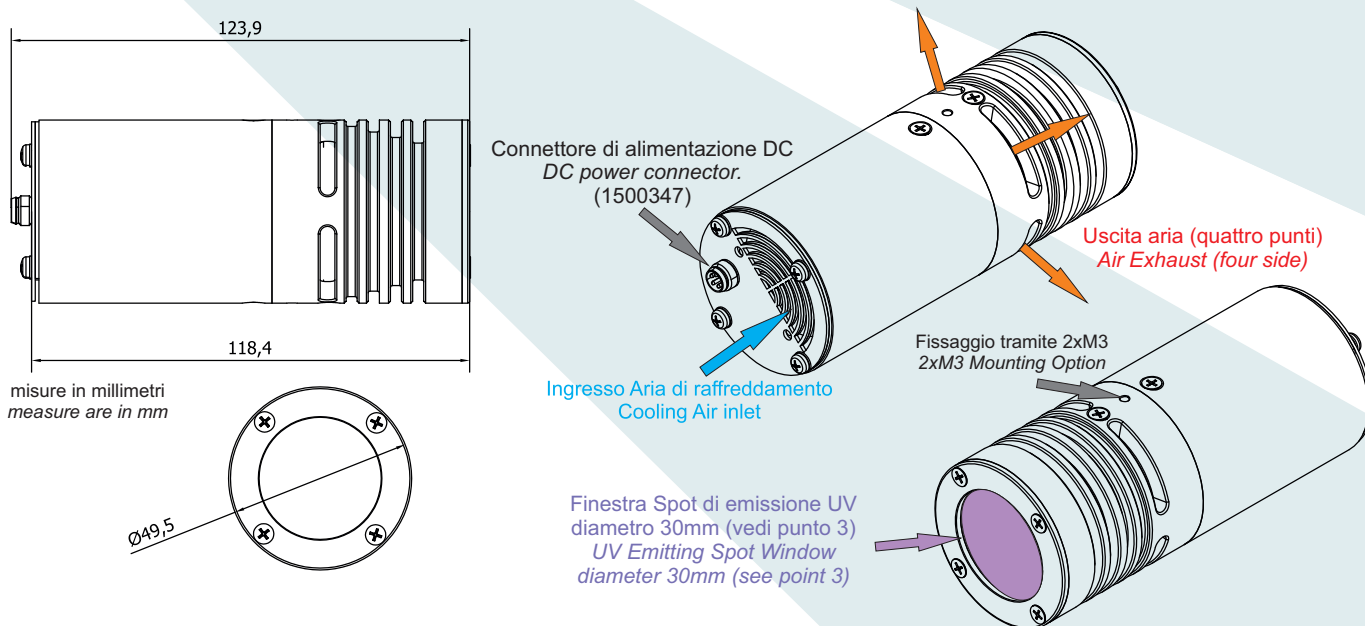 123,9
118,4
misure in millimetri
measure are in mm
Ø49,5
Connettore di alimentazione DC
DC power connector.
(1500347)
Ingresso Aria di raffreddamento
Cooling Air inlet
Uscita aria (quattro punti)
Air Exhaust (four side)
Fissaggio tramite 2xM3
2xM3 Mounting Option
Finestra Spot di emissione UV
diametro 30mm (vedi punto 3)
UV Emitting Spot Window
diameter 30mm (see point 3)